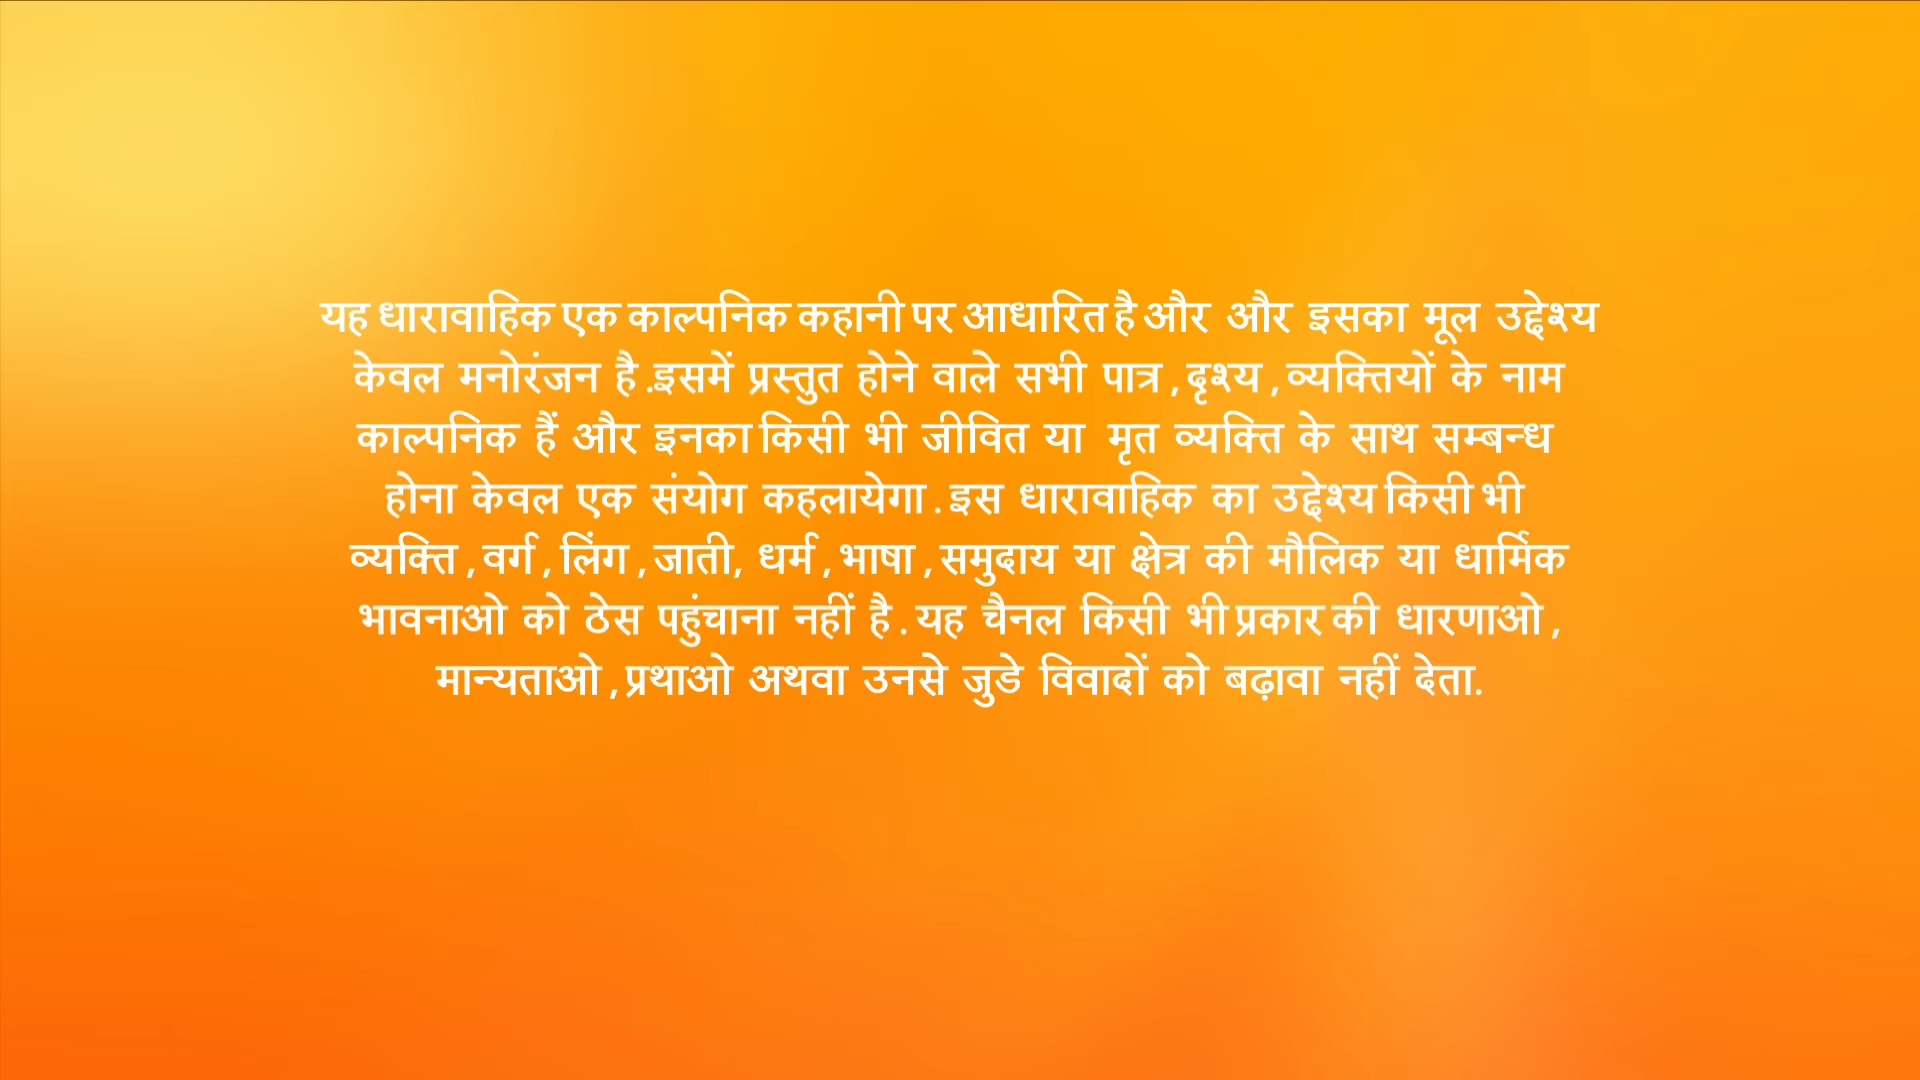 यह धारावाहिक एक काल्पनिक कहानी पर आधारित है और और इसका मूल उद्देश्य
केवल मनोरंजन है .इसमें प्रस्तुत होने वाले सभी पात्र , दृश्य , व्यक्तियों के नाम
काल्पनिक हैं और इनका किसी भी जीवित या मृत व्यक्ति के साथ सम्बन्ध
होना केवल एक संयोग कहलायेगा . इस धारावाहिक का उद्देश्य किसी भी
व्यक्ति , वर्ग , लिंग , जाती, धर्म , भाषा , समुदाय या क्षेत्र की मौलिक या धार्मिक
भावनाओ को ठेस पहुंचाना नहीं है . यह चैनल किसी भी प्रकार की धारणाओ ,
मान्यताओ , प्रथाओ अथवा उनसे जुडे विवादों को बढ़ावा नहीं देता.